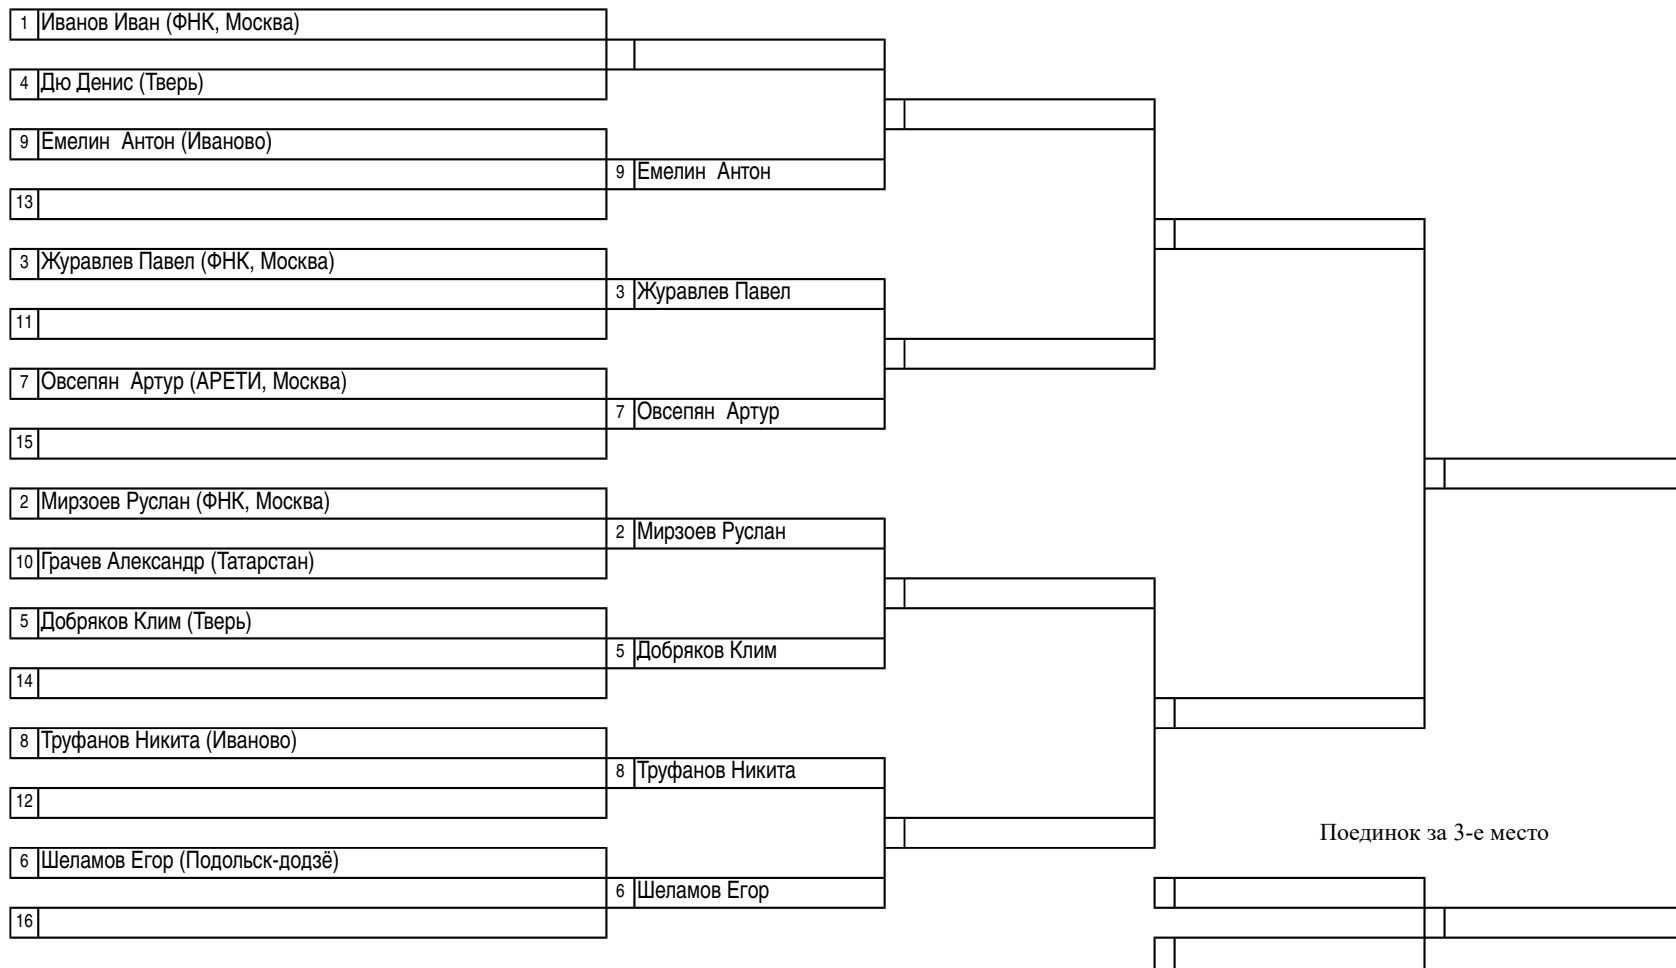 1 Иванов Иван (ФНК, Москва)
4 Дю Денис (Тверь)
9 Емелин Антон (Иваново)
9 Емелин Антон
13
3 Журавлев Павел (ФНК, Москва)
3 Журавлев Павел
11
7 Овсепян Артур (АРЕТИ, Москва)
7 Овсепян Артур
15
2 Мирзоев Руслан (ФНК, Москва)
2 Мирзоев Руслан
10 Грачев Александр (Татарстан)
5 Добряков Клим (Тверь)
5 Добряков Клим
14
8 Труфанов Никита (Иваново)
8 Труфанов Никита
12
Поединок за 3-е место
6 Шеламов Егор (Подольск-додзё)
6 Шеламов Егор
16